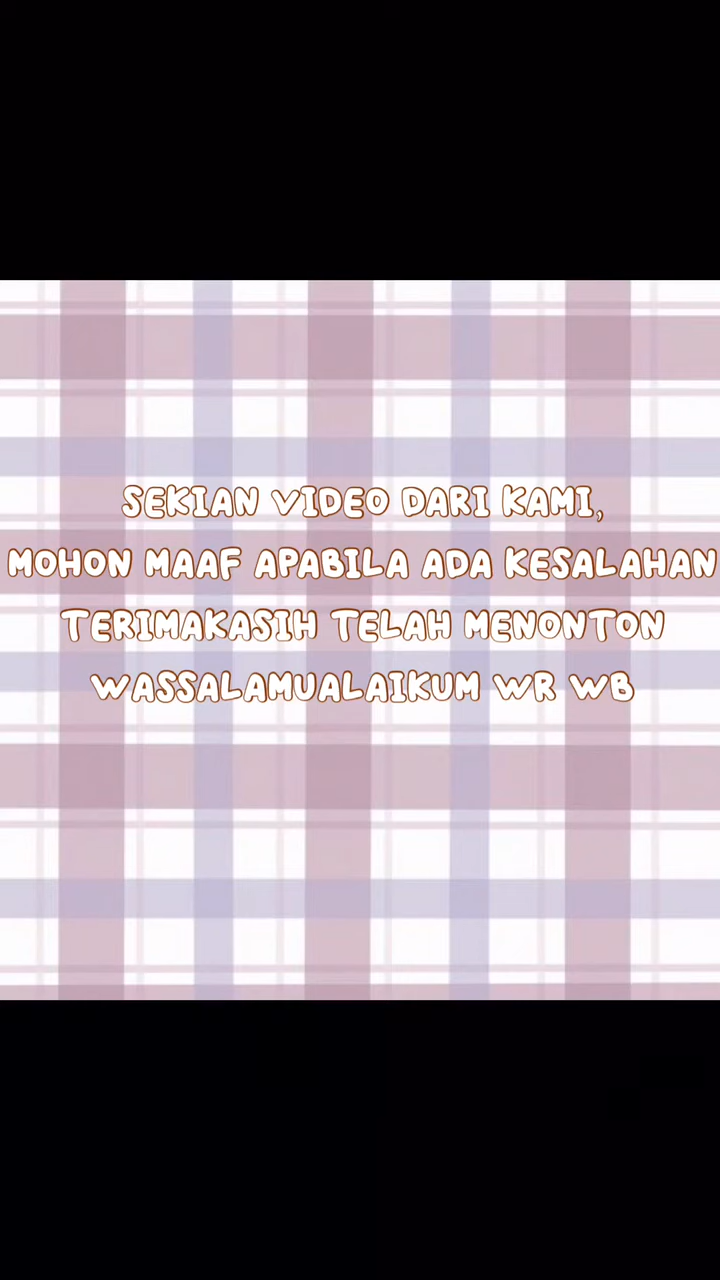 SEKIAN VIDEO DARI KAMI,
MOHON MAAF APABILA ADA KESALAHAN
TERIMAKASIH TELAH MENONTON
WASSALAMUALAIKUM WR WB